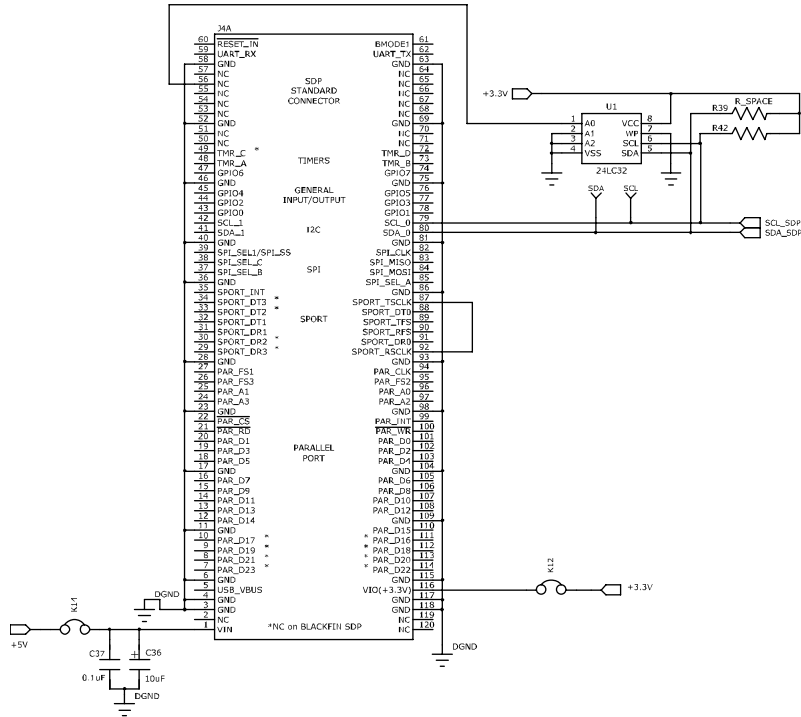 J4A
60 RESET_IN BMODE1 61
59 UART_RX UART_TX 62
58 GND GND 63
57 NC NC 64
56 NC NC 65
55 NC SDP NC 66
54 NC STANDARD NC 67
53 NC CONNECTOR NC 68
52 GND GND 69
51 NC NC 70
50 NC NC 71
49 TMR_C * TMR_D 72
48 TMR_A TIMERS TMR_B 73
47 GPIO6 GPIO7 74
46 GND GND 75
45 GPIO4 GENERAL GPIO5 76
44 GPIO2 INPUT/OUTPUT GPIO3 77
43 GPIO0 GPIO1 78
42 SCL_1 SCL_0 79
41 SDA_1 I2C SDA_0 80
40 GND GND 81
39 SPI_SEL1/SPI_SS SPI_CLK 82
38 SPI_SEL_C SPI_MISO 83
37 SPI_SEL_B SPI SPI_MOSI 84
36 GND SPI_SEL_A 85
35 SPORT_INT GND 86
34 SPORT_DT3 * SPORT_TSCLK 87
33 SPORT_DT2 * SPORT_DT0 88
32 SPORT_DT1 SPORT SPORT_TFS 89
31 SPORT_DR1 SPORT_RFS 90
30 SPORT_DR2 * SPORT_DR0 91
29 SPORT_DR3 * SPORT_RSCLK 92
28 GND GND 93
27 PAR_FS1 PAR_CLK 94
26 PAR_FS3 PAR_FS2 95
25 PAR_A1 PAR_A0 96
24 PAR_A3 PAR_A2 97
23 GND GND 98
22 PAR_CS PAR_INT 99
21 PAR_RD PAR_WR 100
20 PAR_D1 PAR_D0 101
19 PAR_D3 PARALLEL PAR_D2 102
18 PAR_D5 PORT PAR_D4 103
17 GND GND 104
16 PAR_D7 PAR_D6 105
15 PAR_D9 PAR_D8 106
14 PAR_D11 PAR_D10 107
13 PAR_D13 PAR_D12 108
12 PAR_D14 GND 109
11 GND PAR_D15 110
10 PAR_D17 * * PAR_D16 111
9 PAR_D19 * * PAR_D18 112
8 PAR_D21 * * PAR_D20 113
7 PAR_D23 * * PAR_D22 114
6 GND GND 115
5 USB_VBUS VIO(+3.3V) 116
4 GND GND 117
3 GND GND 118
2 NC NC 119
1 VIN *NC on BLACKFIN SDP NC 120
+3.3V
U1
1 A0 VCC 8
2 A1 WP 7
3 A2 SCL 6
4 VSS SDA 5
24LC32
R39 R_SPACE
R42
SDA SCL
SCL_SDP
SDA_SDP
K12
+3.3V
DGND
DGND
K14
+5V
C37
0.1uF
+
C36
10uF
DGND